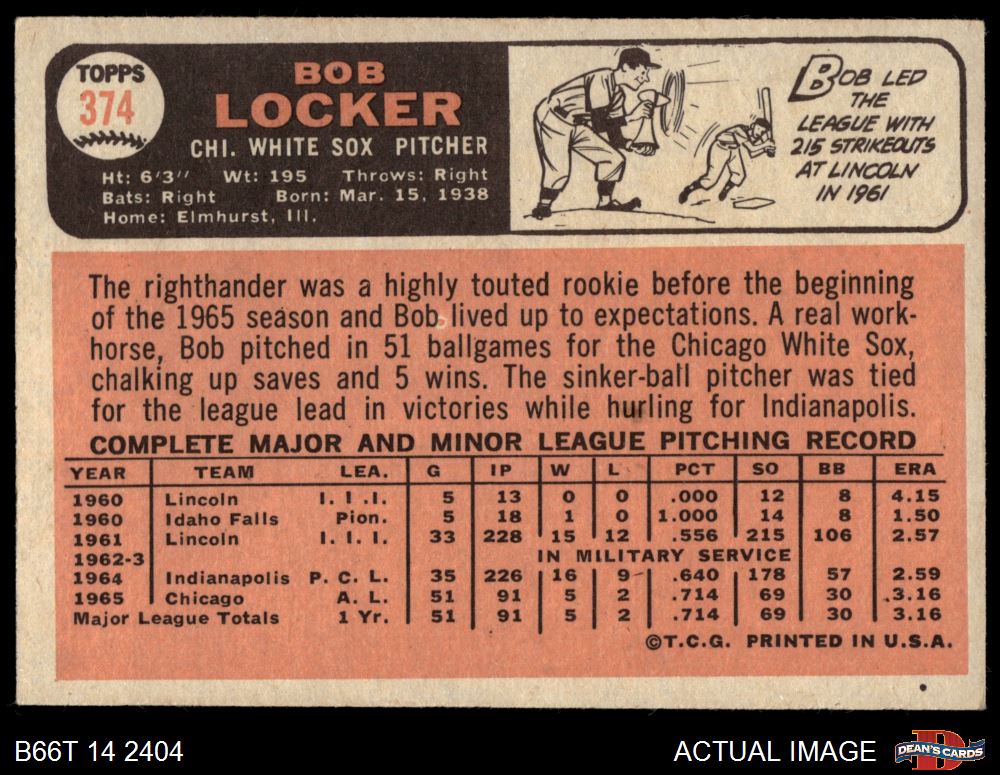 TOPPS
374
BOB
LOCKER
CHI. WHITE SOX PITCHER
Ht: 6'3" Wt: 195 Throws: Right
Bats: Right Born: Mar. 15, 1938
Home: Elmhurst, Ill.
BOB LED
THE
LEAGUE WITH
215 STRIKEOUTS
AT LINCOLN
IN 1961
The righthander was a highly touted rookie before the beginning
of the 1965 season and Bob lived up to expectations. A real work-
horse, Bob pitched in 51 ballgames for the Chicago White Sox,
chalking up saves and 5 wins. The sinker-ball pitcher was tied
for the league lead in victories while hurling for Indianapolis.
COMPLETE MAJOR AND MINOR LEAGUE PITCHING RECORD
YEAR TEAM LEA. G IP W L PCT SO BB ERA
1960 Lincoln I. I. I. 5 13 0 0 .000 12 8 4.15
1960 Idaho Falls Pion. 5 18 1 0 1.000 14 8 1.50
1961 Lincoln I. I. I. 33 228 15 12 .556 215 106 2.57
1962-3 IN MILITARY SERVICE
1964 Indianapolis P. C. L. 35 226 16 9 .640 178 57 2.59
1965 Chicago A. L. 51 91 5 2 .714 69 30 3.16
Major League Totals 1 Yr. 51 91 5 2 .714 69 30 3.16
©T.C.G. PRINTED IN U.S.A.
B66T 14 2404
ACTUAL IMAGE
DEAN'S CARDS